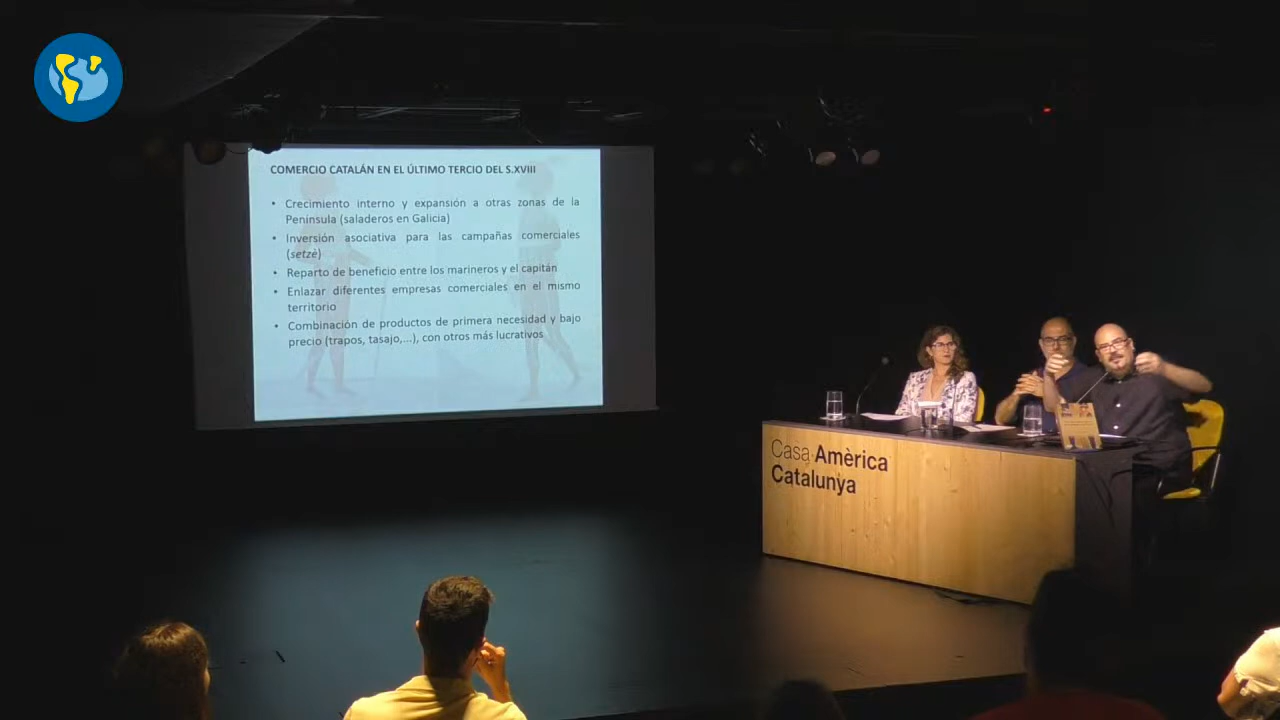 COMERCIO CATALÁN EN EL ÚLTIMO TERCIO DEL S.XVIII
• Crecimiento interno y expansión a otras zonas de la
Península (saladeros en Galicia)
• Inversión asociativa para las campañas comerciales
(setzè)
• Reparto de beneficio entre los marineros y el capitán
• Enlazar diferentes empresas comerciales en el mismo
territorio
• Combinación de productos de primera necesidad y bajo
precio (trapos, tasajo,...), con otros más lucrativos
Casa Amèrica
Catalunya